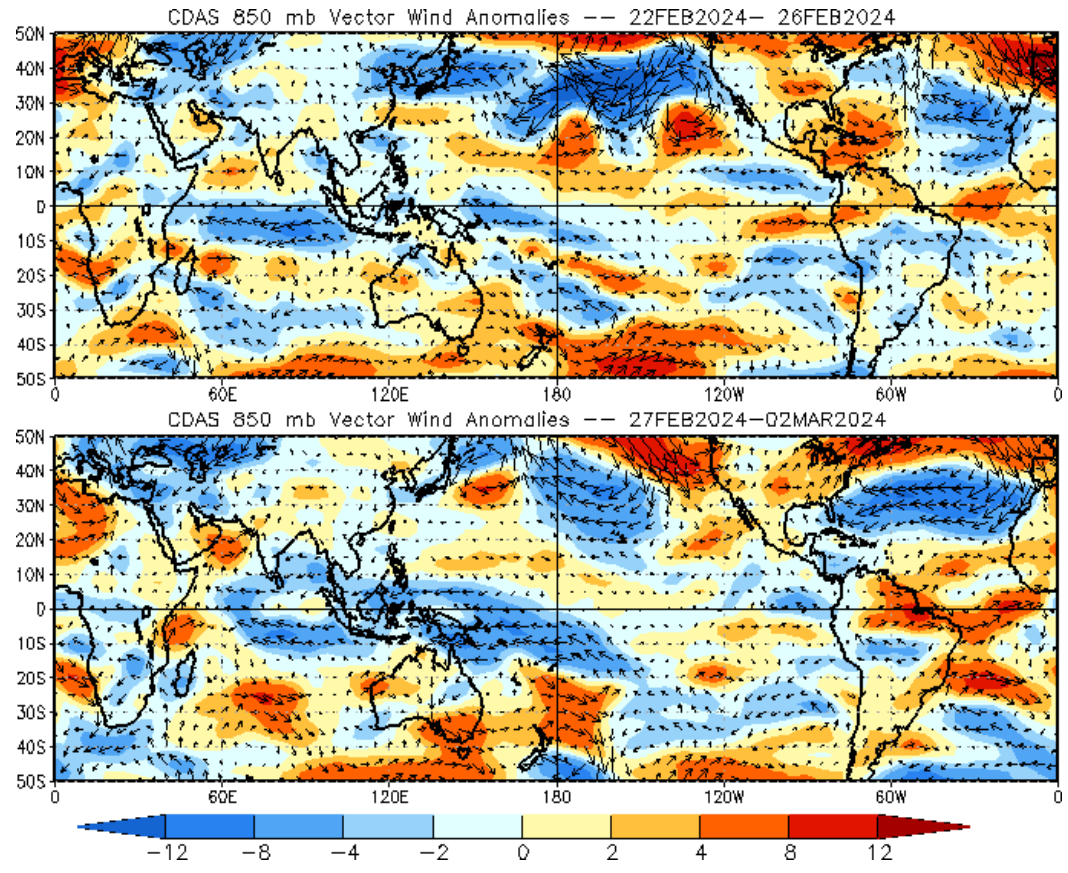 CDAS 850 mb Vector Wind Anomalies -- 22FEB2024- 26FEB2024
50N
40N
30N
20N
10N
0
10S
20S
30S
40S
50S
0 60E 120E 180 120W 60W 0
CDAS 850 mb Vector Wind Anomalies -- 27FEB2024-02MAR2024
50N
40N
30N
20N
10N
0
10S
20S
30S
40S
50S
0 60E 120E 180 120W 60W 0
-12 -8 -4 -2 0 2 4 8 12